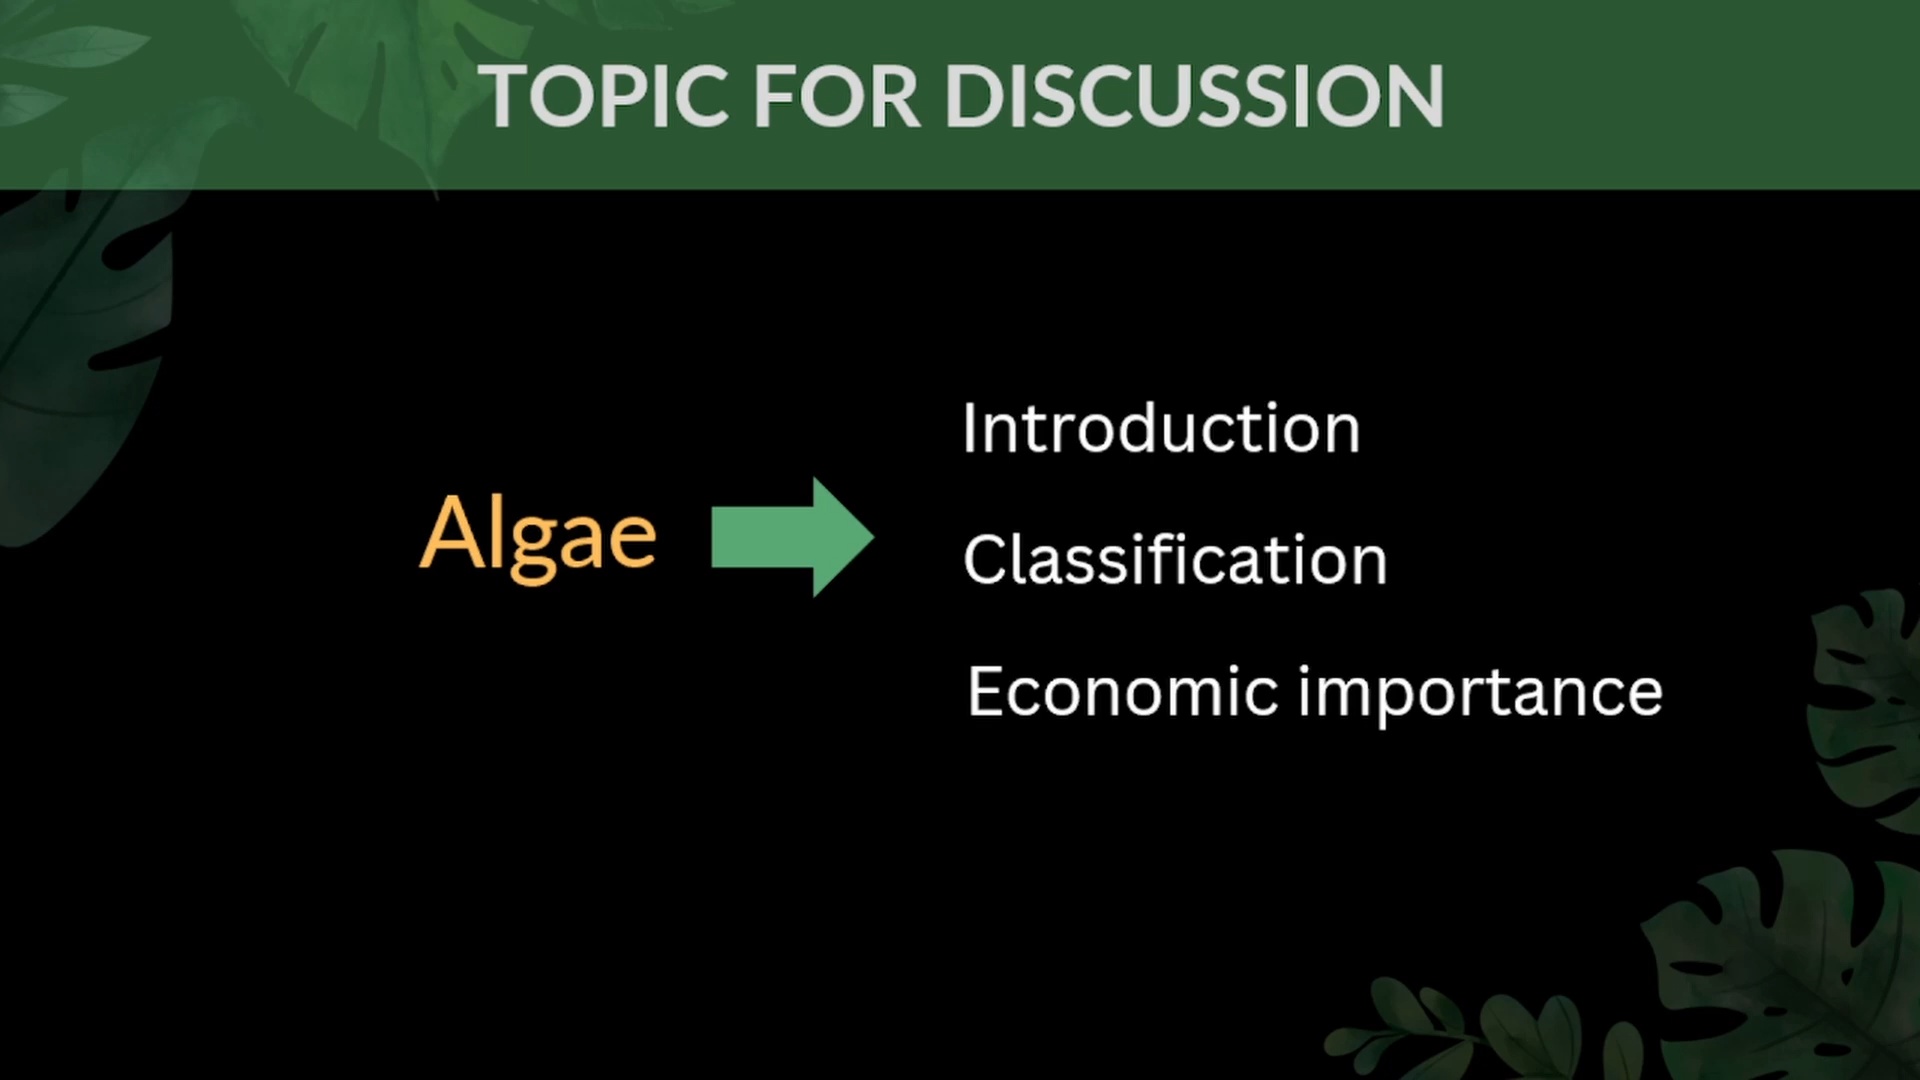 TOPIC FOR DISCUSSION
Algae
Introduction
Classification
Economic importance